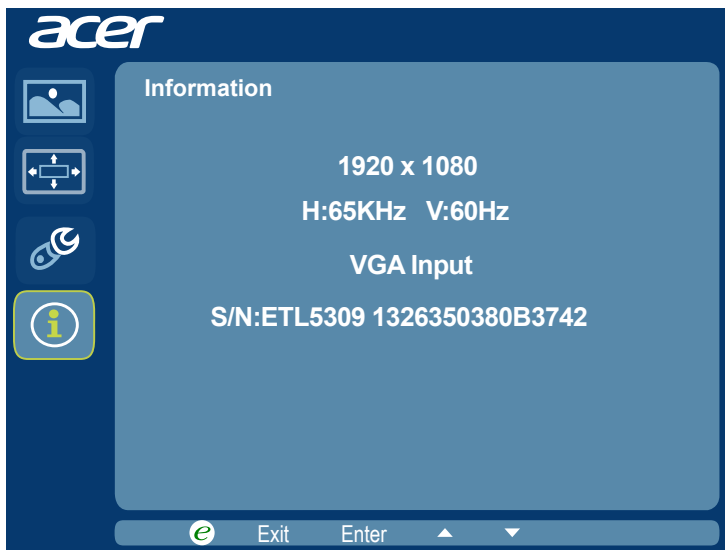 acer
Information
1920 x 1080
H:65KHz V:60Hz
VGA Input
S/N:ETL5309 1326350380B3742
e Exit Enter